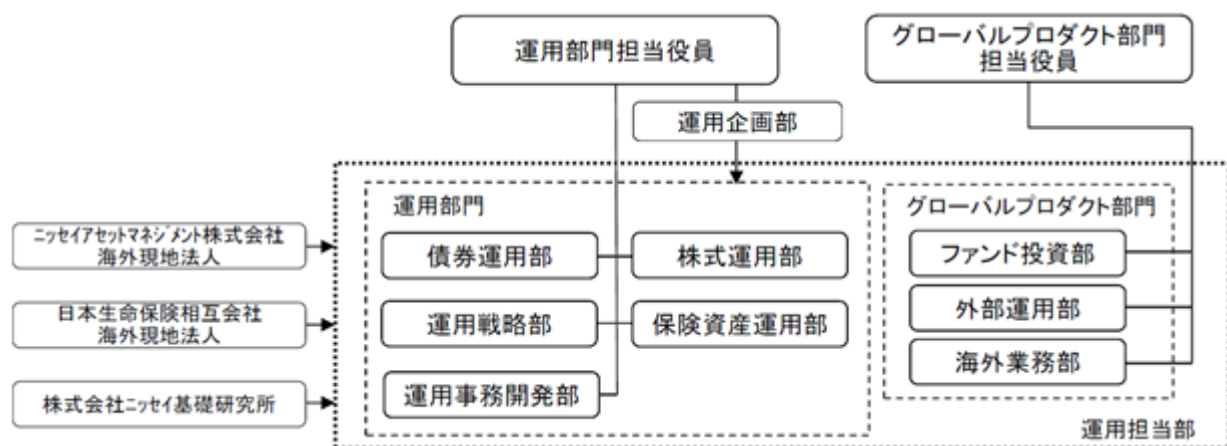 運用部門担当役員
グローバルプロダクト部門
担当役員
運用企画部
運用部門
グローバルプロダクト部門
ニッセイアセットマネジメント株式会社
海外現地法人
債券運用部
株式運用部
ファンド投資部
日本生命保険相互会社
海外現地法人
運用戦略部
保険資産運用部
外部運用部
株式会社ニッセイ基礎研究所
運用事務開発部
海外業務部
運用担当部